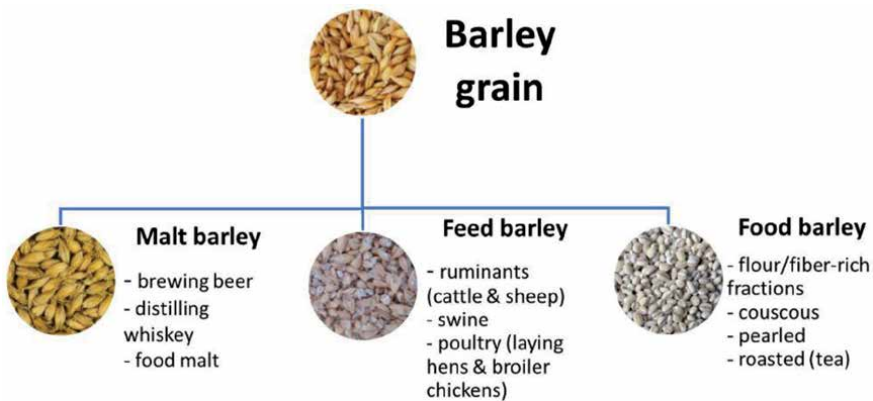 Barley
grain
Malt barley
- brewing beer
- distilling
whiskey
- food malt
Feed barley
- ruminants
(cattle & sheep)
- swine
- poultry (laying
hens & broiler
chickens)
Food barley
- flour/fiber-rich
fractions
- couscous
- pearled
- roasted (tea)